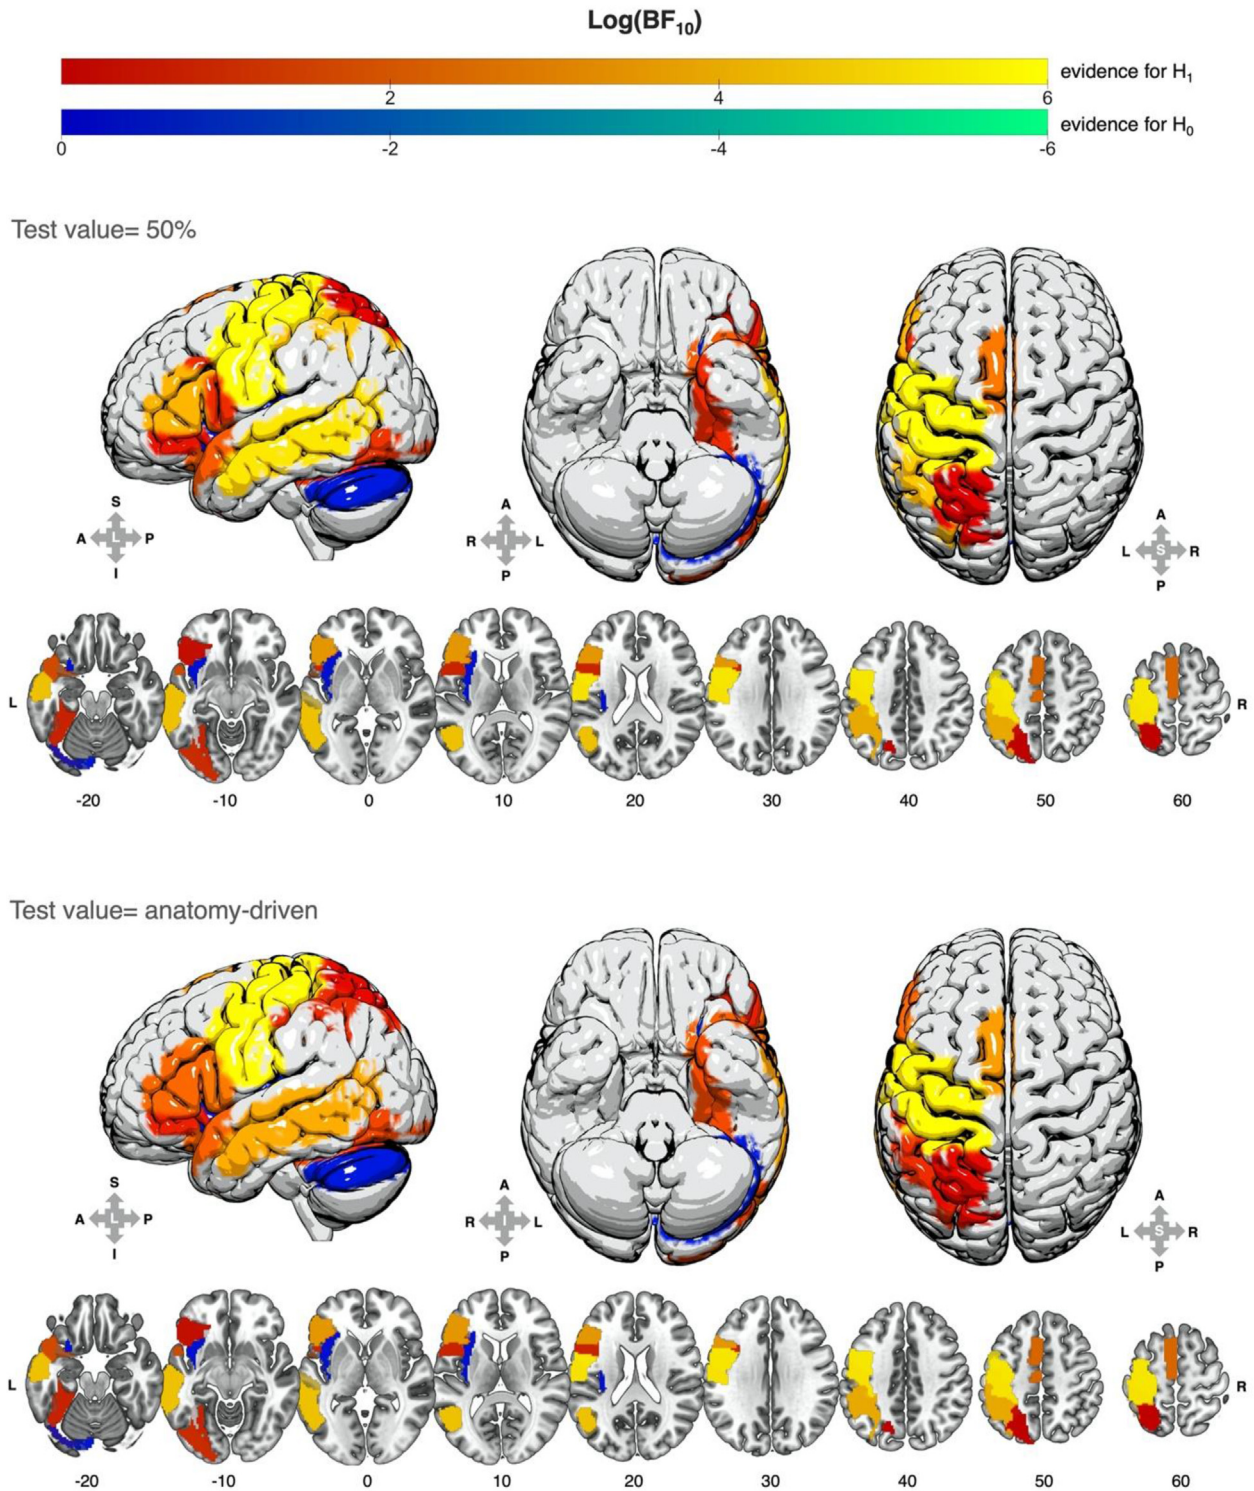 Log(BF10)
evidence for H1
2 4 6
evidence for H0
0 -2 -4 -6
Test value= 50%
S
A L P
I
A
R I L
P
A
L S R
P
L R
-20 -10 0 10 20 30 40 50 60
Test value= anatomy-driven
S
A L P
I
A
R I L
P
A
L S R
P
L R
-20 -10 0 10 20 30 40 50 60